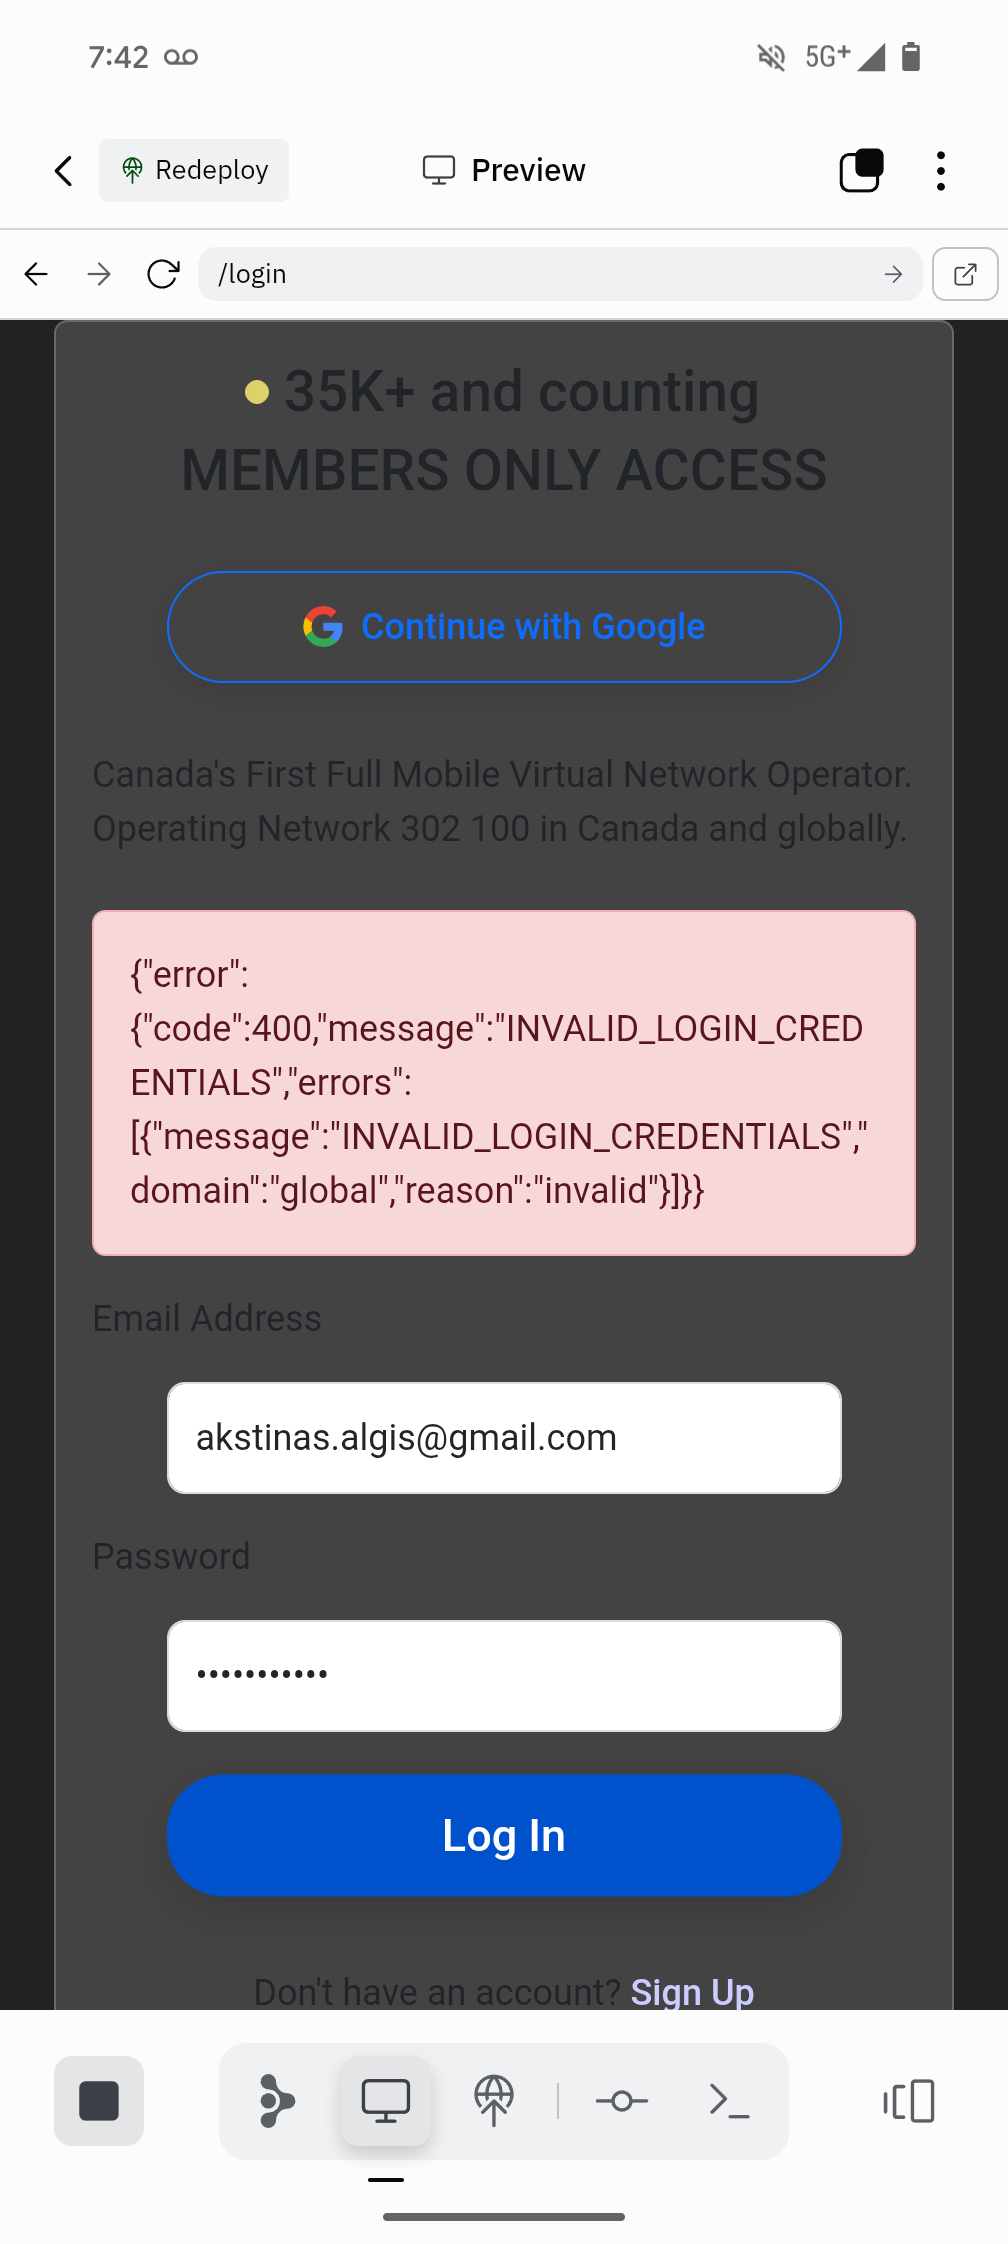 7:42
5G+
Redeploy
Preview
/login
35K+ and counting
MEMBERS ONLY ACCESS
Continue with Google
Canada's First Full Mobile Virtual Network Operator.
Operating Network 302 100 in Canada and globally.
{"error":
{"code":400,"message":"INVALID_LOGIN_CRED
ENTIALS","errors":
[{"message":"INVALID_LOGIN_CREDENTIALS","
domain":"global","reason":"invalid"}]}}
Email Address
akstinas.algis@gmail.com
Password
•••••••••••
Log In
Don't have an account? Sign Up